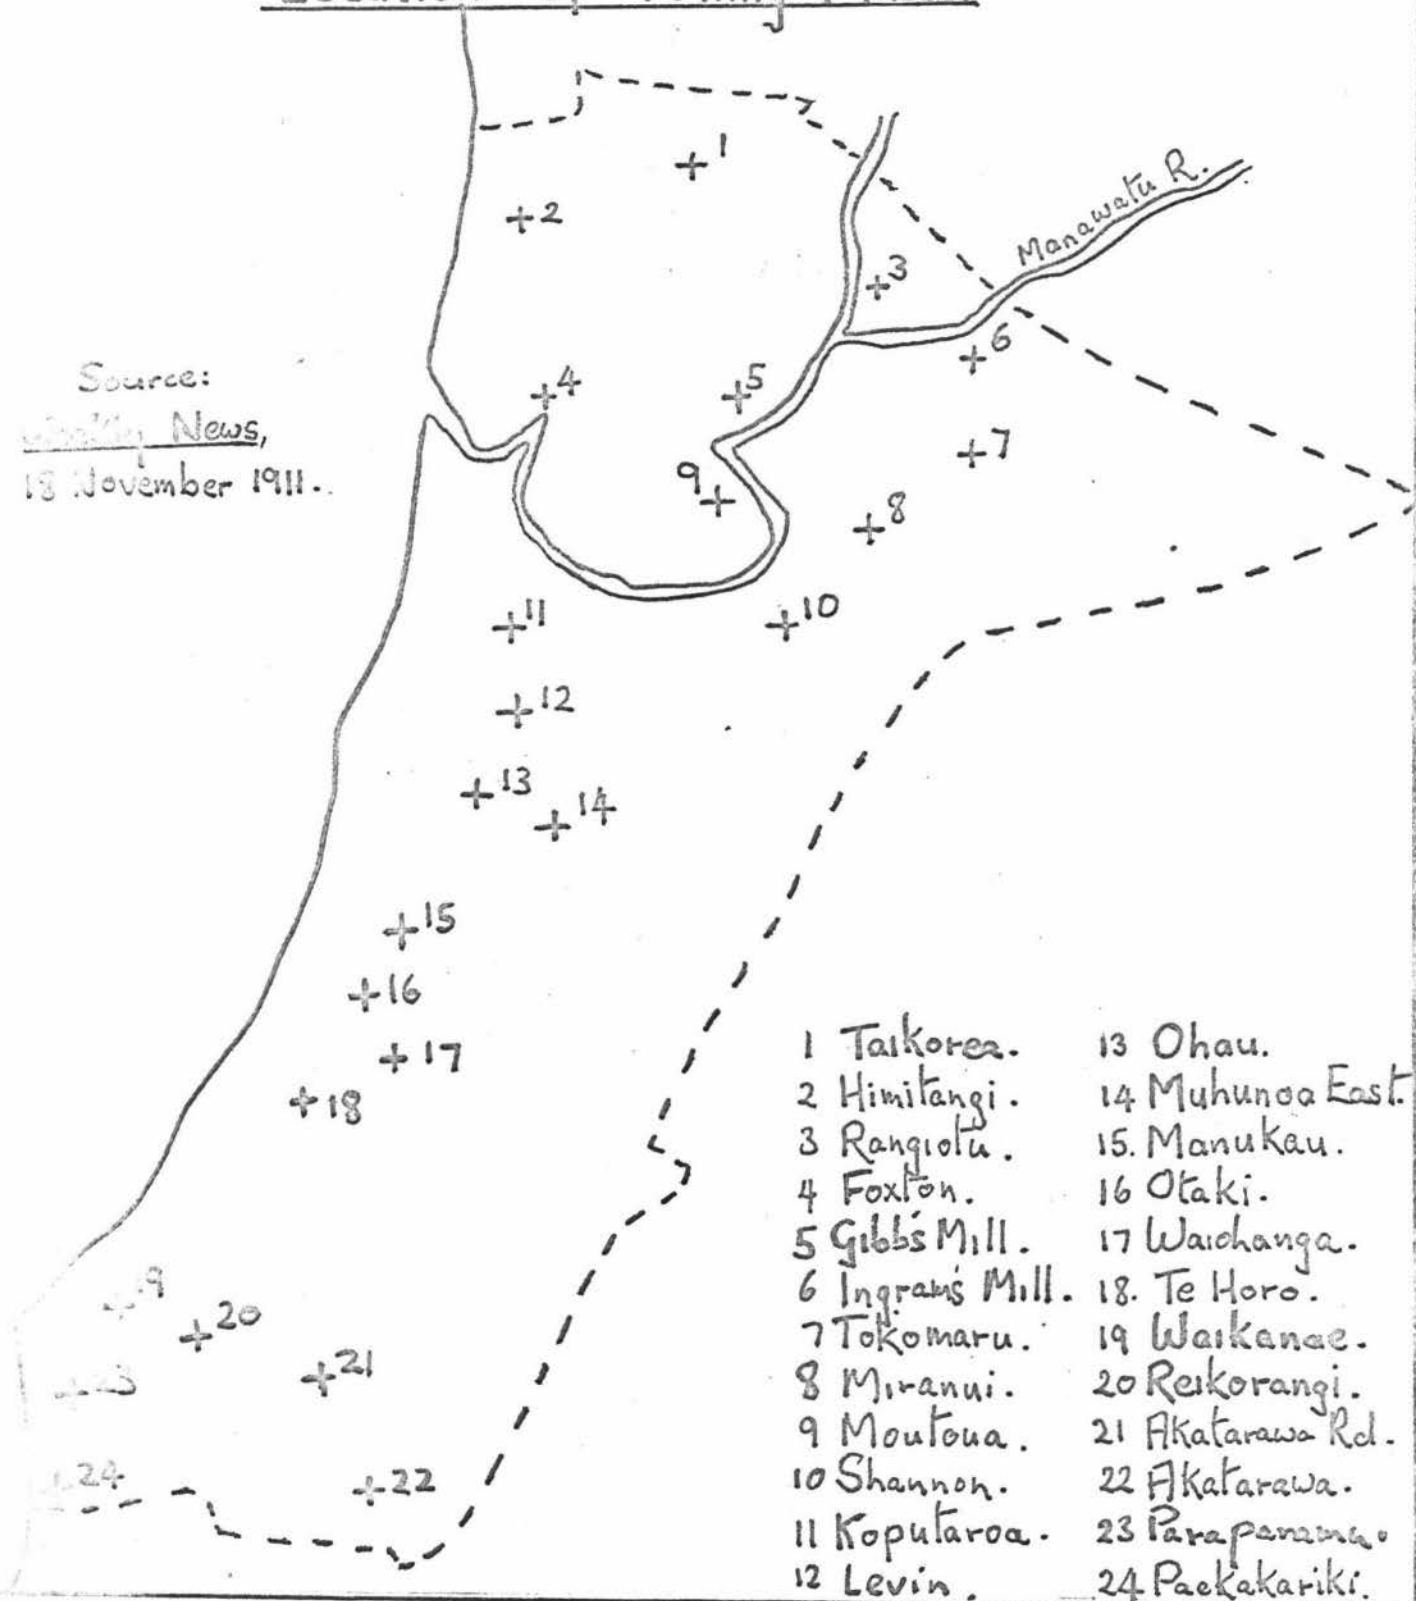 Manawatu R.
Source:
News,
18 November 1911.
1
2
3
4
5
6
7
8
9
10
11
12
13
14
15
16
17
18
19
20
21
22
23
24
1 Taikorea.
2 Himitangi.
3 Rangiotu.
4 Foxton.
5 Gibb's Mill.
6 Ingram's Mill.
7 Tokomaru.
8 Miranui.
9 Moutoua.
10 Shannon.
11 Koputaroa.
12 Levin.
13 Ohau.
14 Muhunoa East.
15. Manukau.
16 Otaki.
17 Waiohanga.
18. Te Horo.
19 Waikanae.
20 Reikorangi.
21 Akatarawa Rd.
22 Akatarawa.
23 Paraparamu.
24 Paekakariki.